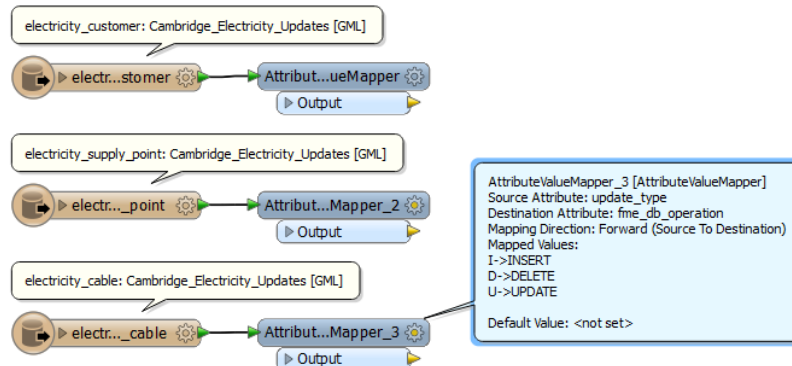 electricity_customer: Cambridge_Electricity_Updates [GML]
electr...stomer
Attribut...ueMapper
Output
electricity_supply_point: Cambridge_Electricity_Updates [GML]
electr..._point
Attribut...Mapper_2
Output
AttributeValueMapper_3 [AttributeValueMapper]
Source Attribute: update_type
Destination Attribute: fme_db_operation
Mapping Direction: Forward (Source To Destination)
Mapped Values:
I->INSERT
D->DELETE
U->UPDATE
Default Value: <not set>
electricity_cable: Cambridge_Electricity_Updates [GML]
electr..._cable
Attribut...Mapper_3
Output